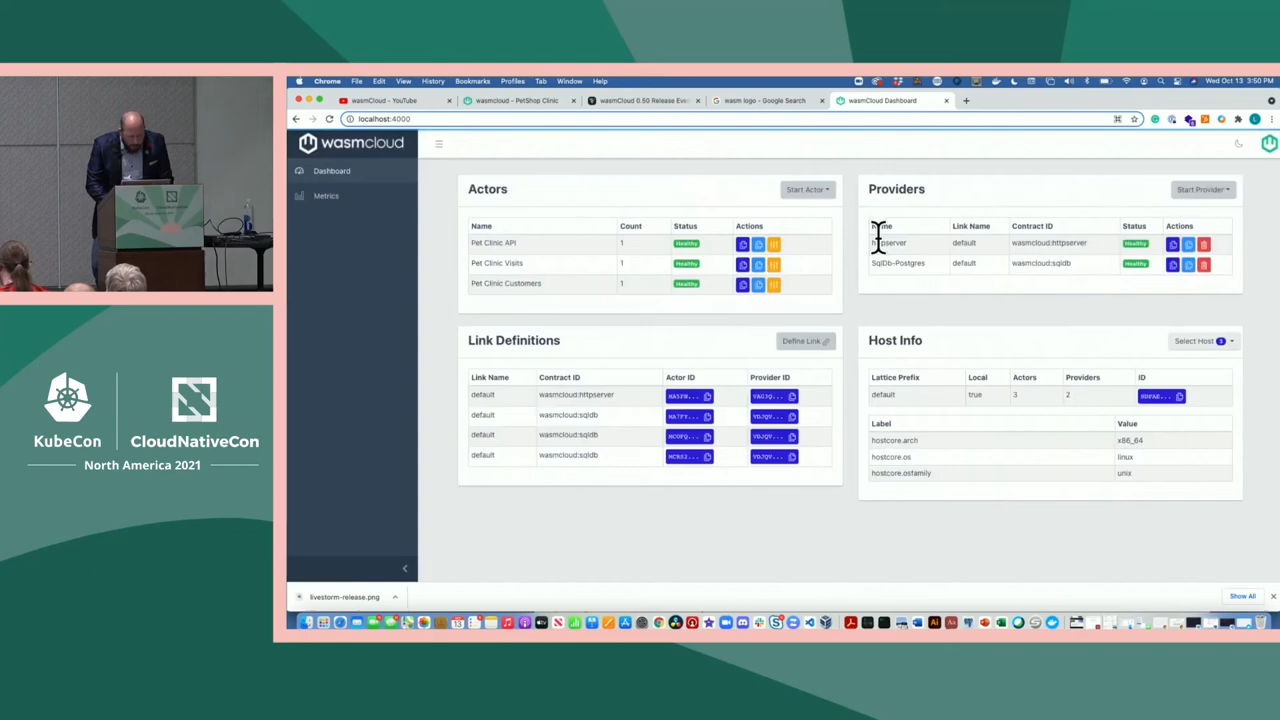 Chrome File Edit View History Bookmarks Profiles Tab Window Help
Wed Oct 13 3:50 PM
wasmCloud - YouTube
wasmcloud - PetShop Clinic
wasmCloud 0.50 Release Eve
wasm logo - Google Search
wasmCloud Dashboard
localhost:4000
wasmcloud
Dashboard
Metrics
Actors
Start Actor
Name Count Status Actions
Pet Clinic API 1 Healthy
Pet Clinic Visits 1 Healthy
Pet Clinic Customers 1 Healthy
Providers
Start Provider
Name Link Name Contract ID Status Actions
httpserver default wasmcloud:httpserver Healthy
SqlDb-Postgres default wasmcloud:sqldb Healthy
Link Definitions
Define Link
Link Name Contract ID Actor ID Provider ID
default wasmcloud:httpserver
default wasmcloud:sqldb
default wasmcloud:sqldb
default wasmcloud:sqldb
Host Info
Select Host 3
Lattice Prefix Local Actors Providers ID
default true 3 2
Label Value
hostcore.arch x86_64
hostcore.os linux
hostcore.osfamily unix
livestorm-release.png
Show All
KubeCon
CloudNativeCon
North America 2021